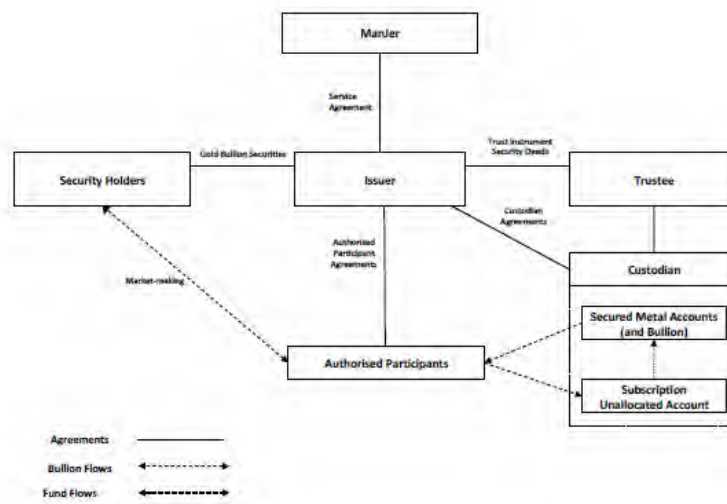 ManJer
Service
Agreement
Gold Bullion Securities
Trust Instrument
Security Deeds
Security Holders
Issuer
Trustee
Custodian
Agreements
Authorised
Participant
Agreements
Market-making
Custodian
Secured Metal Accounts
(and Bullion)
Authorised Participants
Subscription
Unallocated Account
Agreements
Bullion Flows
Fund Flows